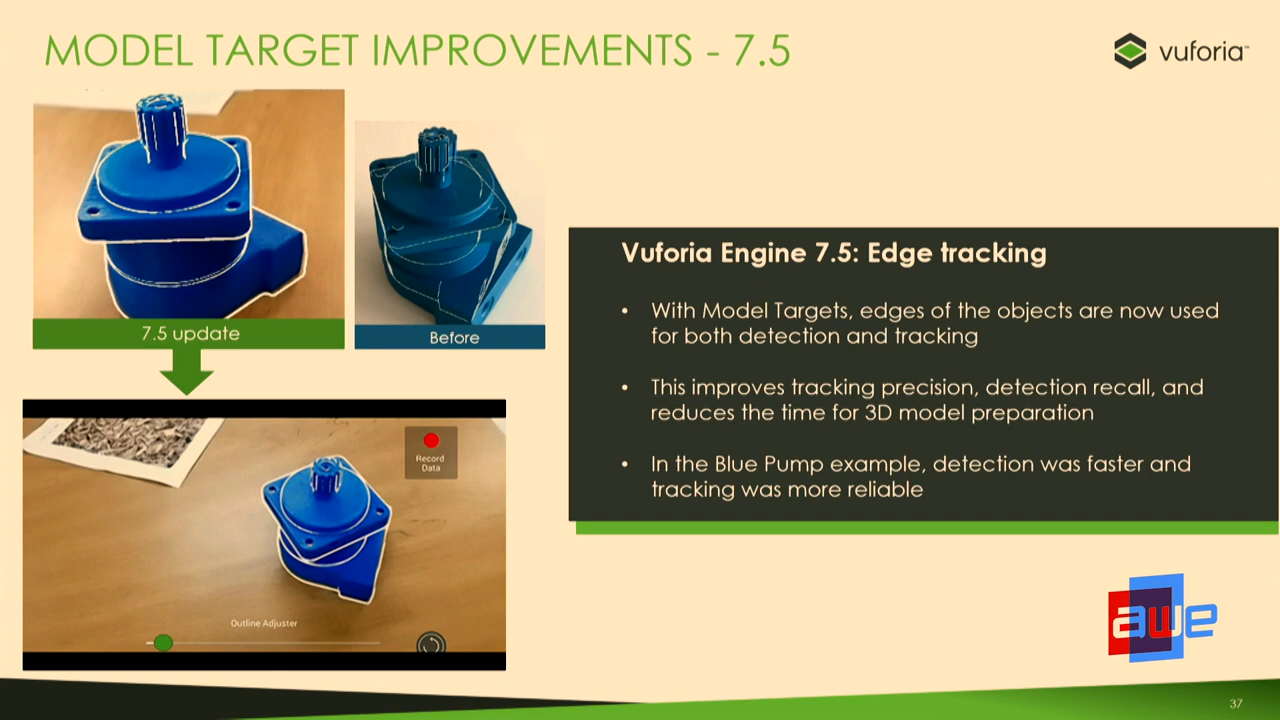 MODEL TARGET IMPROVEMENTS - 7.5
vuforia™
7.5 update
Before
Vuforia Engine 7.5: Edge tracking
• With Model Targets, edges of the objects are now used
for both detection and tracking
• This improves tracking precision, detection recall, and
reduces the time for 3D model preparation
• In the Blue Pump example, detection was faster and
tracking was more reliable
Record
Data
Outline Adjuster
awe
37